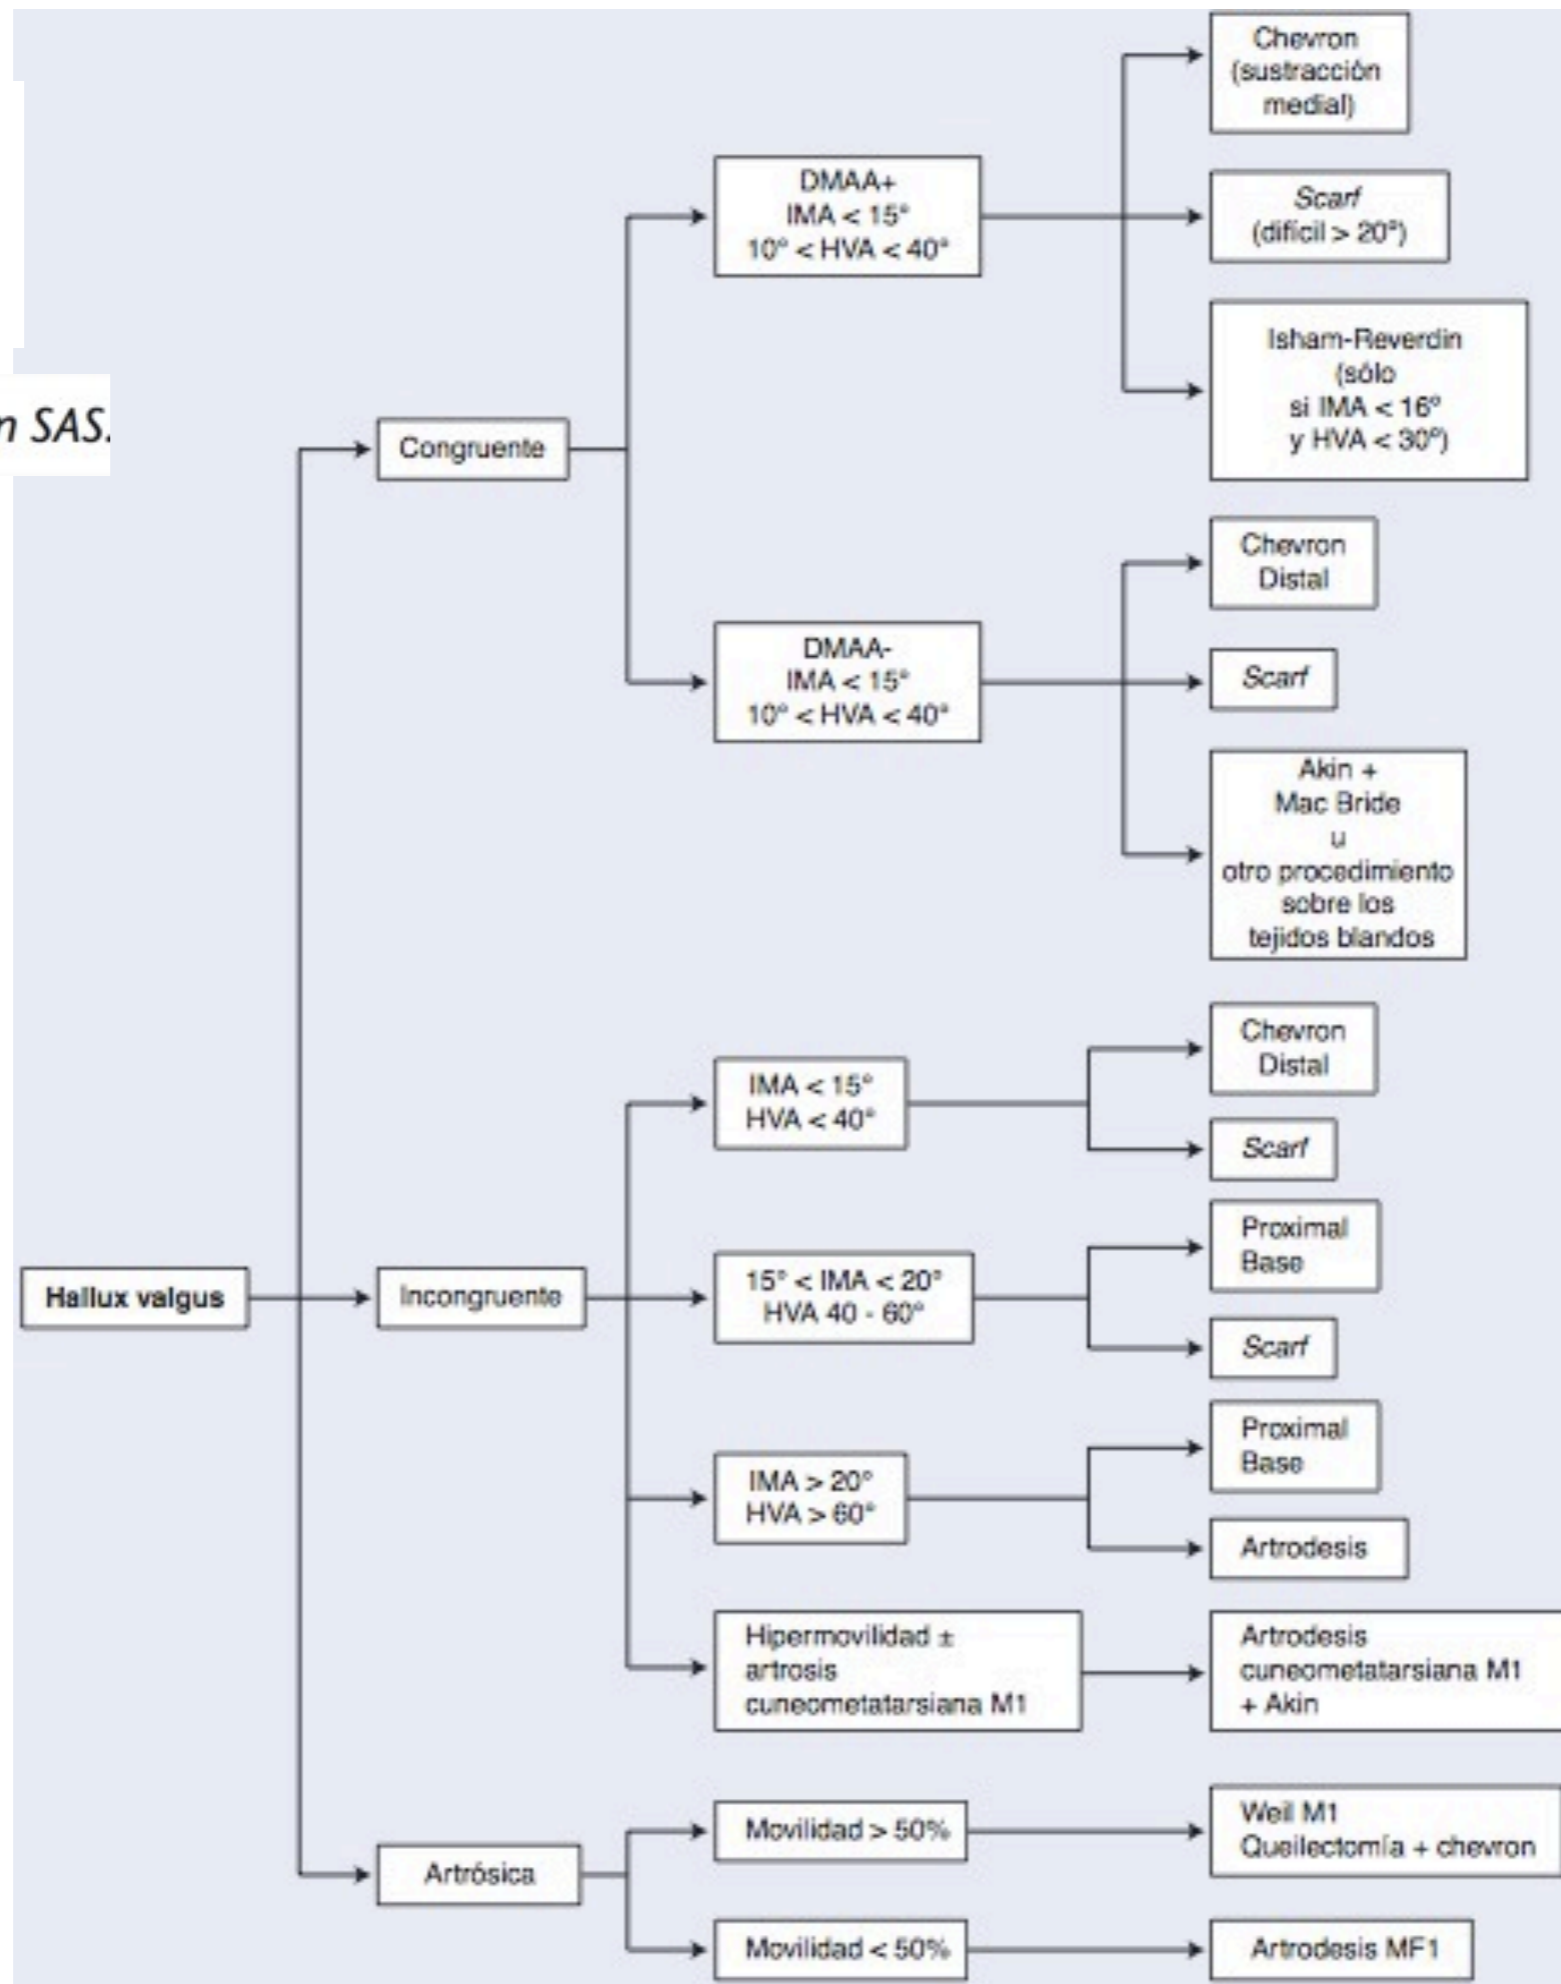 n SAS.
Hallux valgus
Congruente
DMAA+
IMA < 15°
10° < HVA < 40°
Chevron
(sustracción
medial)
Scarf
(difícil > 20°)
Isham-Reverdin
(sólo
si IMA < 16°
y HVA < 30°)
DMAA-
IMA < 15°
10° < HVA < 40°
Chevron
Distal
Scarf
Akin +
Mac Bride
u
otro procedimiento
sobre los
tejidos blandos
Incongruente
IMA < 15°
HVA < 40°
Chevron
Distal
Scarf
15° < IMA < 20°
HVA 40 - 60°
Proximal
Base
Scarf
IMA > 20°
HVA > 60°
Proximal
Base
Artrodesis
Hipermovilidad ±
artrosis
cuneometatarsiana M1
Artrodesis
cuneometatarsiana M1
+ Akin
Artrósica
Movilidad > 50%
Weil M1
Queilectomía + chevron
Movilidad < 50%
Artrodesis MF1